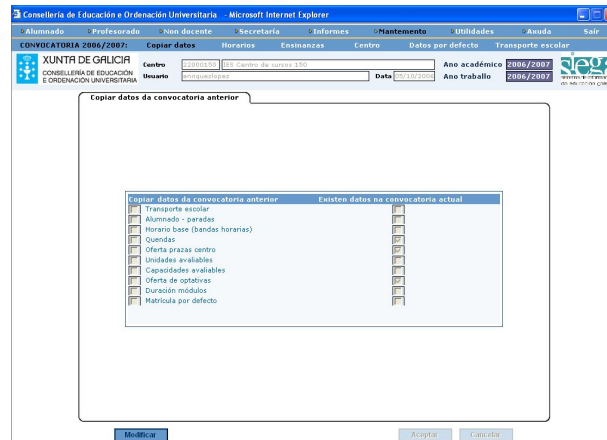 Consellería de Educación e Ordenación Universitaria - Microsoft Internet Explorer
Alumnado Profesorado Non docente Secretaría Informes Mantemento Utilidades Axuda Saír
CONVOCATORIA 2006/2007: Copiar datos Horarios Ensinanzas Centro Datos por defecto Transporte escolar
XUNTA DE GALICIA
CONSELLERÍA DE EDUCACIÓN
E ORDENACIÓN UNIVERSITARIA
Centro 22000150 IES Centro de cursos 150 Ano académico 2006/2007
Usuario Data 05/10/2006 Ano traballo 2006/2007
Copiar datos da convocatoria anterior
Copiar datos da convocatoria anterior Existen datos na convocatoria actual
Transporte escolar
Alumnado - paradas
Horario base (bandas horarias)
Quendas
Oferta prazas centro
Unidades avaliables
Capacidades avaliables
Oferta de optativas
Duración módulos
Matrícula por defecto
Modificar Aceptar Cancelar